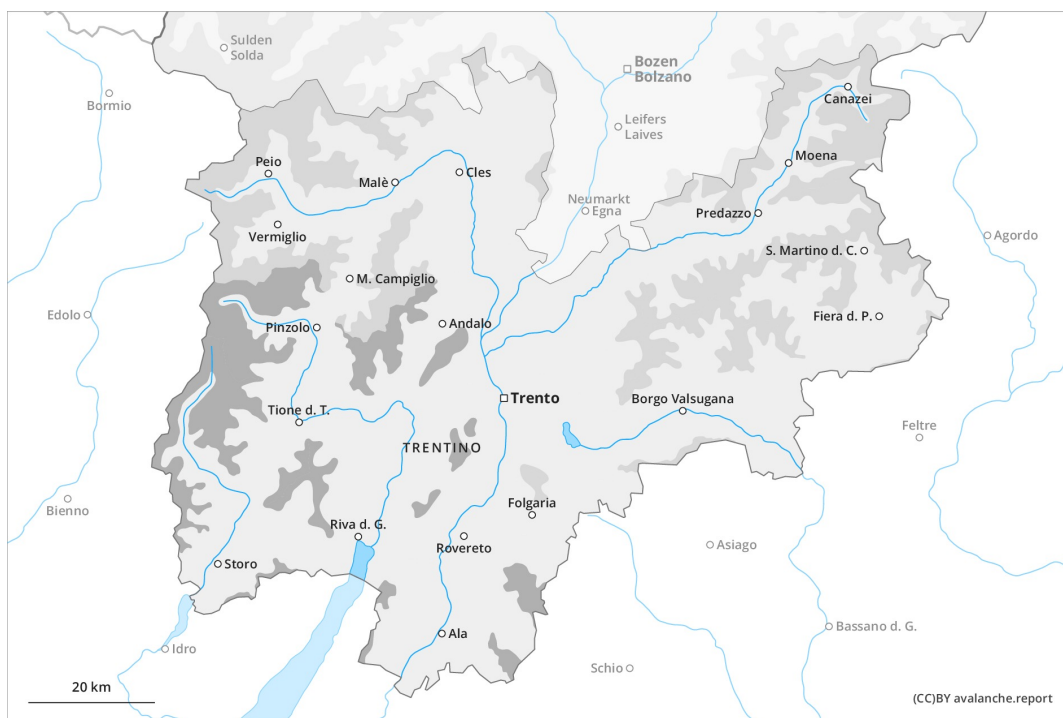 Sulden
Solda
Bozen
Bolzano
Bormio
Canazei
Leifers
Laives
Moena
Peio
Malè
Cles
Neumarkt
Egna
Predazzo
Vermiglio
Agordo
S. Martino d. C.
M. Campiglio
Edolo
Pinzolo
Andalo
Fiera d. P.
Trento
Borgo Valsugana
Tione d. T.
Feltre
TRENTINO
Bienno
Folgaria
Riva d. G.
Rovereto
Asiago
Storo
Ala
Bassano d. G.
Idro
Schio
20 km
(CC)BY avalanche.report